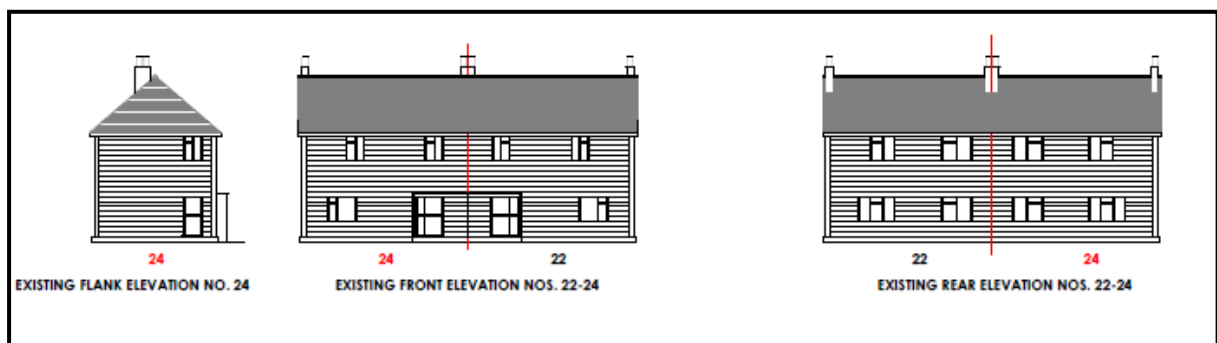 24
EXISTING FLANK ELEVATION NO. 24
24 22
EXISTING FRONT ELEVATION NOS. 22-24
22 24
EXISTING REAR ELEVATION NOS. 22-24